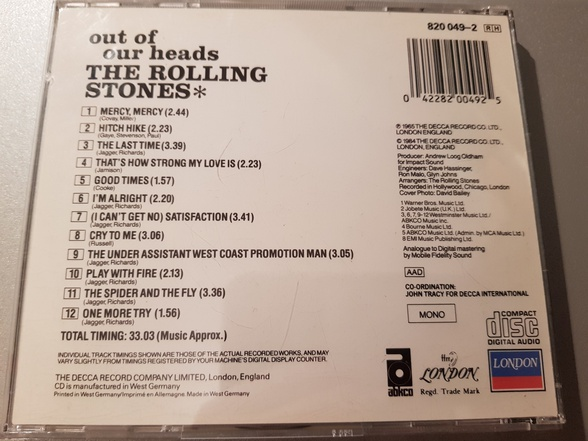 out of
our heads
THE ROLLING
STONES*
820 049-2 RH
0 42282 00492 5
1 MERCY, MERCY (2.44)
(Covay, Miller)
2 HITCH HIKE (2.23)
(Gaye, Stevenson, Paul)
3 THE LAST TIME (3.39)
(Jagger, Richards)
4 THAT'S HOW STRONG MY LOVE IS (2.23)
(Jamison)
5 GOOD TIMES (1.57)
(Cooke)
6 I'M ALRIGHT (2.20)
(Jagger, Richards)
7 (I CAN'T GET NO) SATISFACTION (3.41)
(Jagger, Richards)
8 CRY TO ME (3.06)
(Russell)
9 THE UNDER ASSISTANT WEST COAST PROMOTION MAN (3.05)
(Jagger, Richards)
10 PLAY WITH FIRE (2.13)
(Jagger, Richards)
11 THE SPIDER AND THE FLY (3.36)
(Jagger, Richards)
12 ONE MORE TRY (1.56)
(Jagger, Richards)
TOTAL TIMING: 33.03 (Music Approx.)
INDIVIDUAL TRACK TIMINGS SHOWN ARE THOSE OF THE ACTUAL RECORDED WORKS, AND MAY
VARY SLIGHTLY FROM TIMINGS REGISTERED BY YOUR MACHINE'S DIGITAL DISPLAY COUNTER.
THE DECCA RECORD COMPANY LIMITED, London, England
CD is manufactured in West Germany
Printed in West Germany/Imprimé en Allemagne. Made in West Germany
℗ 1965 THE DECCA RECORD CO. LTD.,
LONDON ENGLAND
© 1984 THE DECCA RECORD CO. LTD.,
LONDON ENGLAND
Producer: Andrew Loog Oldham
for Impact Sound
Engineers: Dave Hassinger,
Ron Malo, Glyn Johns
Arrangers: The Rolling Stones
Recorded in Hollywood, Chicago, London
Cover Photo: David Bailey
1 Warner Bros. Music Ltd.
2 Jobete Music (U.K.) Ltd.
3, 6, 7, 9-12 Westminster Music Ltd./
ABKCO Music Inc.
4 Bourne Music Ltd.
5 ABKCO Music Ltd. (Admin. by MCA Music Ltd.)
8 EMI Music Publishing Ltd.
Analogue to Digital mastering
by Mobile Fidelity Sound
AAD
CO-ORDINATION:
JOHN TRACY FOR DECCA INTERNATIONAL
MONO
COMPACT
disc
DIGITAL AUDIO
a
abkco
LONDON
Regd. Trade Mark
LONDON